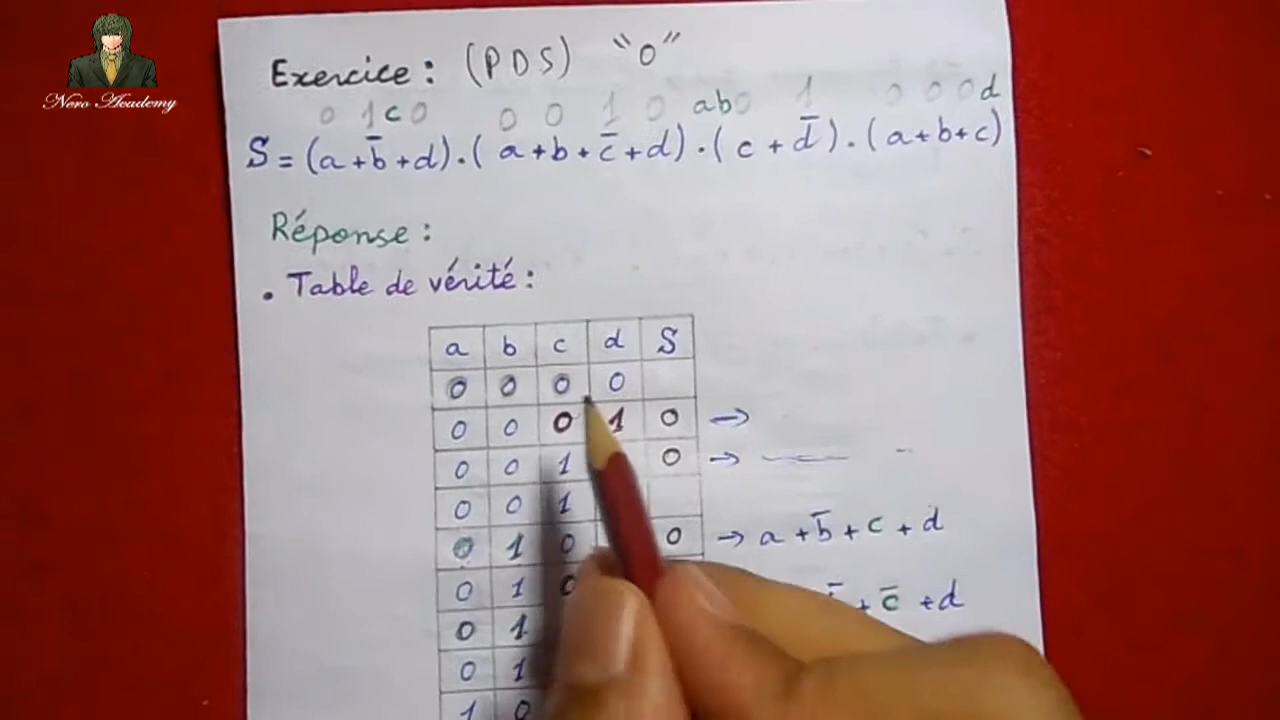 Nero Academy
Exercice : (PDS) "0"
0 1 c 0 0 0 1 0 ab 0 1 0 0 0 d
S = (a + b̅ + d) . ( a + b + c̅ + d) . ( c + d̅ ) . (a + b + c)
Réponse :
. Table de vérité :
a b c d S
0 0 0 0
0 0 0 1 0 →
0 0 1 0 →
0 0 1
0 1 0 0 → a + b̅ + c + d
0 1 0 + c̅ + d
0 1
0 1
1 0